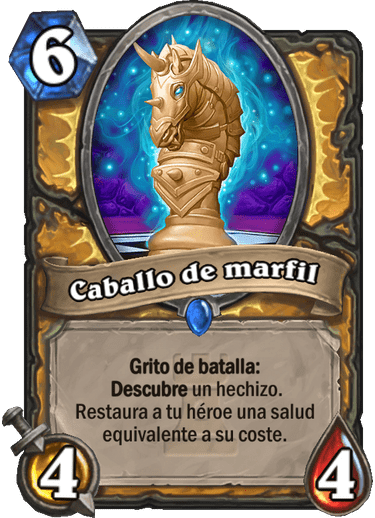 6
Caballo de marfil
Grito de batalla:
Descubre un hechizo.
Restaura a tu héroe una salud
equivalente a su coste.
4
4